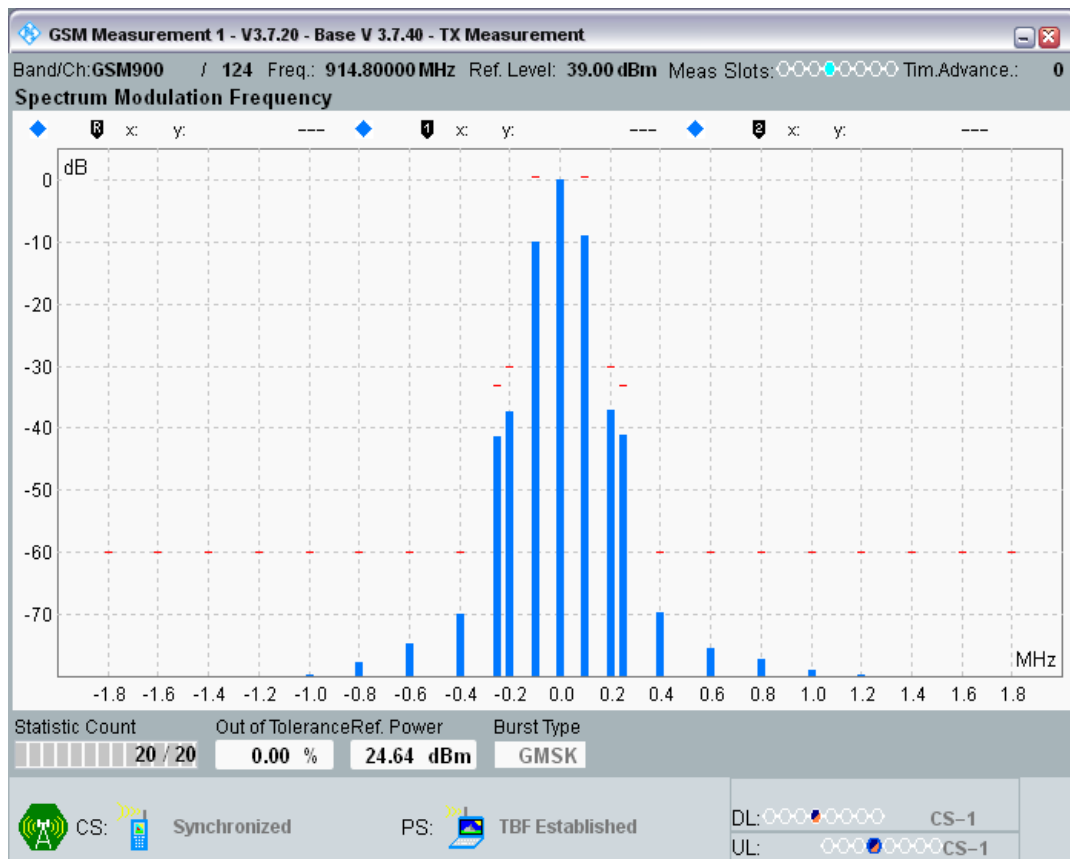 GSM Measurement 1 - V3.7.20 - Base V 3.7.40 - TX Measurement
Band/Ch:GSM900 / 124 Freq.: 914.80000 MHz Ref. Level: 39.00 dBm Meas Slots: Tim.Advance.: 0
Spectrum Modulation Frequency
R x: y: --- 1 x: y: --- 2 x: y: ---
dB
0
-10
-20
-30
-40
-50
-60
-70
MHz
-1.8 -1.6 -1.4 -1.2 -1.0 -0.8 -0.6 -0.4 -0.2 0.0 0.2 0.4 0.6 0.8 1.0 1.2 1.4 1.6 1.8
Statistic Count Out of Tolerance Ref. Power Burst Type
20 / 20 0.00 % 24.64 dBm GMSK
CS: Synchronized PS: TBF Established DL: CS-1
UL: CS-1